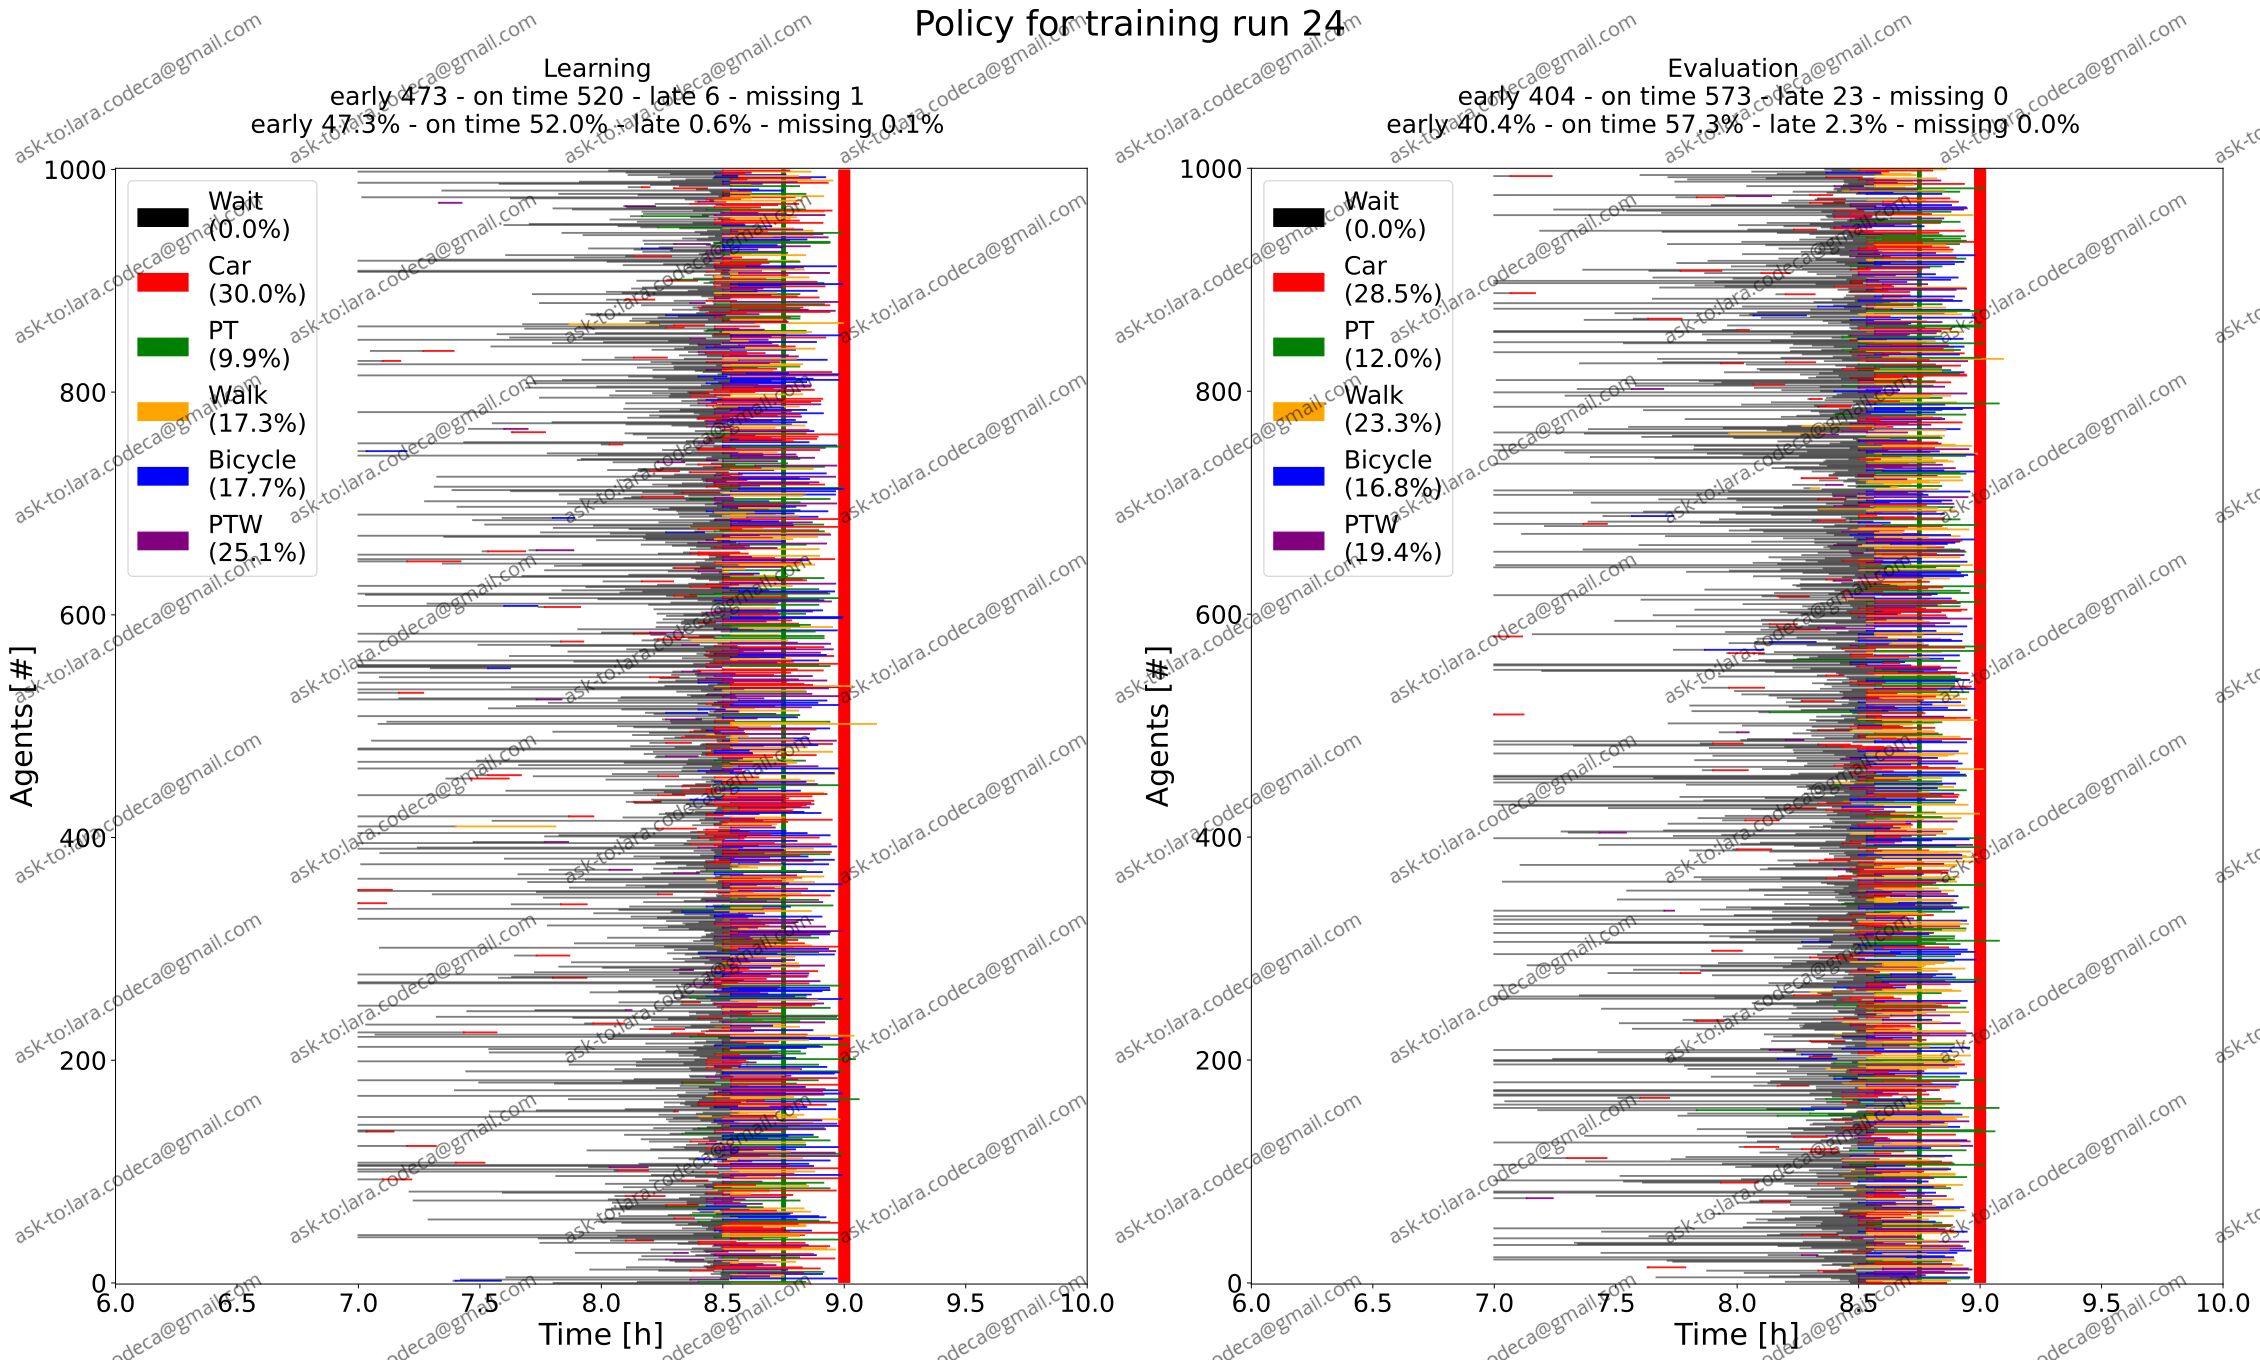 Policy for training run 24
Learning
early 473 - on time 520 - late 6 - missing 1
early 47.3% - on time 52.0% - late 0.6% - missing 0.1%
Wait
(0.0%)
Car
(30.0%)
PT
(9.9%)
Walk
(17.3%)
Bicycle
(17.7%)
PTW
(25.1%)
1000
800
600
400
200
0
Agents [#]
6.0 6.5 7.0 7.5 8.0 8.5 9.0 9.5 10.0
Time [h]
Evaluation
early 404 - on time 573 - late 23 - missing 0
early 40.4% - on time 57.3% - late 2.3% - missing 0.0%
Wait
(0.0%)
Car
(28.5%)
PT
(12.0%)
Walk
(23.3%)
Bicycle
(16.8%)
PTW
(19.4%)
1000
800
600
400
200
0
Agents [#]
6.0 6.5 7.0 7.5 8.0 8.5 9.0 9.5 10.0
Time [h]
ask-to:lara.codeca@gmail.com